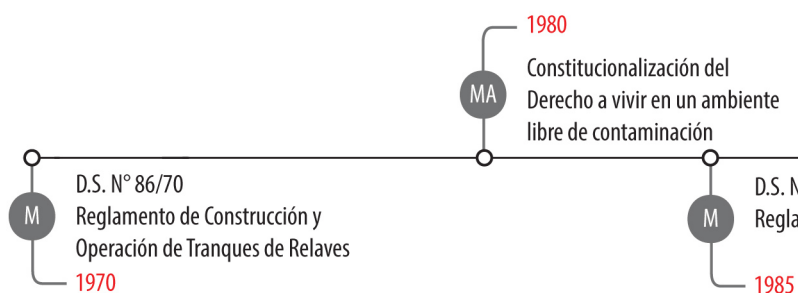 1980
MA
Constitucionalización del
Derecho a vivir en un ambiente
libre de contaminación
M
D.S. N° 86/70
Reglamento de Construcción y
Operación de Tranques de Relaves
1970
M
D.S.
1985